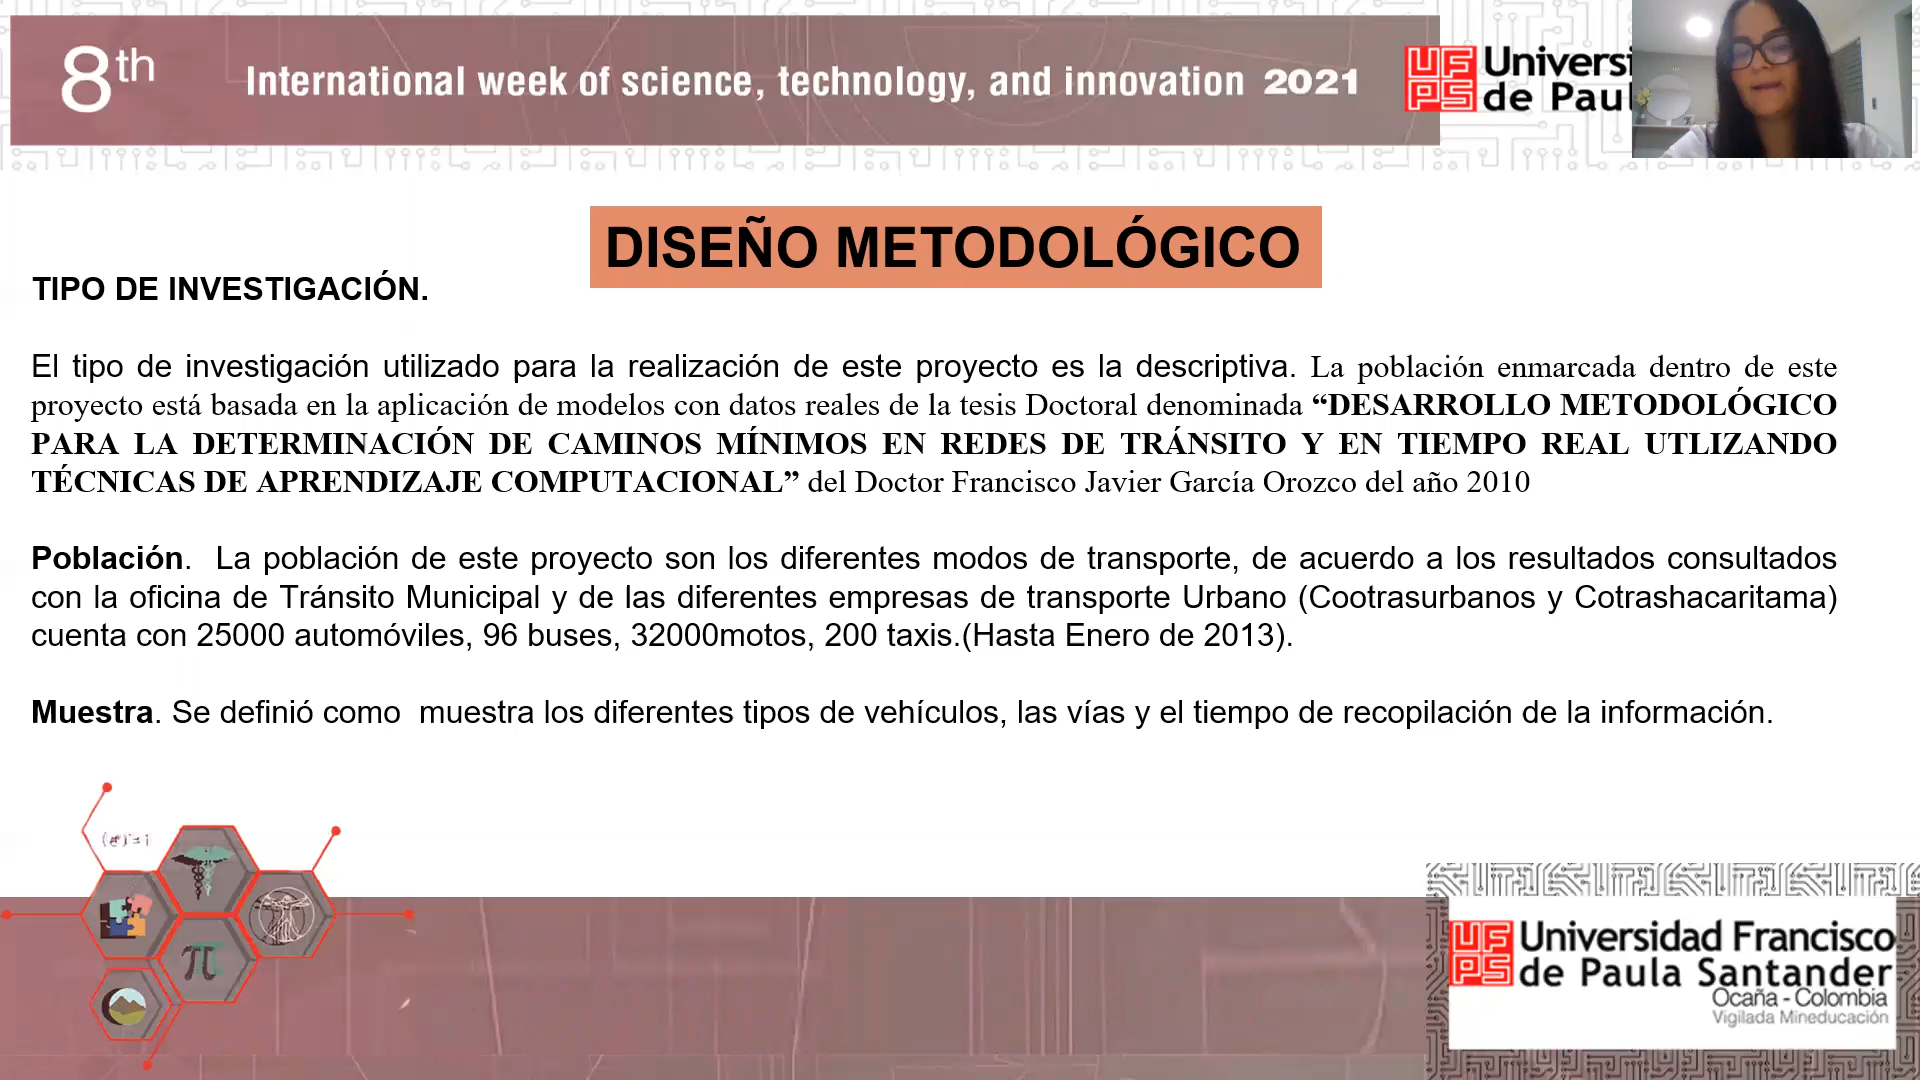 8th
International week of science, technology, and innovation 2021
UFPS
de
DISEÑO METODOLÓGICO
TIPO DE INVESTIGACIÓN.
El tipo de investigación utilizado para la realización de este proyecto es la descriptiva. La población enmarcada dentro de este
proyecto está basada en la aplicación de modelos con datos reales de la tesis Doctoral denominada “DESARROLLO METODOLÓGICO
PARA LA DETERMINACIÓN DE CAMINOS MÍNIMOS EN REDES DE TRÁNSITO Y EN TIEMPO REAL UTLIZANDO
TÉCNICAS DE APRENDIZAJE COMPUTACIONAL” del Doctor Francisco Javier García Orozco del año 2010
Población. La población de este proyecto son los diferentes modos de transporte, de acuerdo a los resultados consultados
con la oficina de Tránsito Municipal y de las diferentes empresas de transporte Urbano (Cootrasurbanos y Cotrashacaritama)
cuenta con 25000 automóviles, 96 buses, 32000motos, 200 taxis.(Hasta Enero de 2013).
Muestra. Se definió como muestra los diferentes tipos de vehículos, las vías y el tiempo de recopilación de la información.
π
UFPS
Universidad Francisco
de Paula Santander
Ocaña - Colombia
Vigilada Mineducación